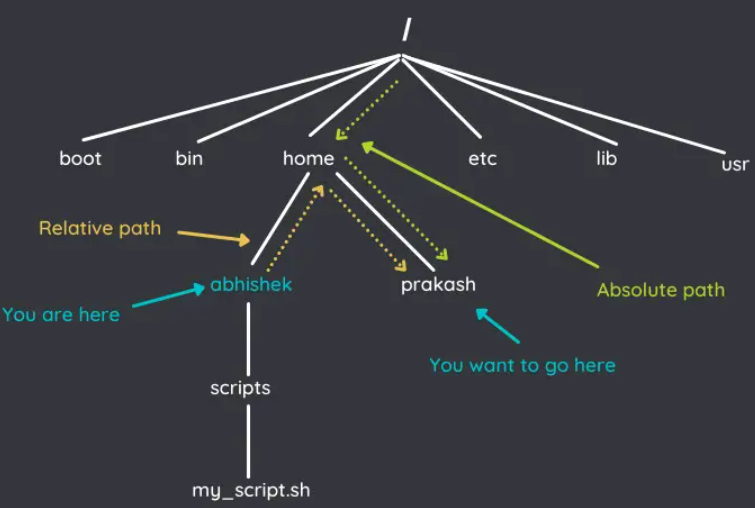 /
boot
bin
home
etc
lib
usr
Relative path
abhishek
prakash
Absolute path
You are here
You want to go here
scripts
my_script.sh